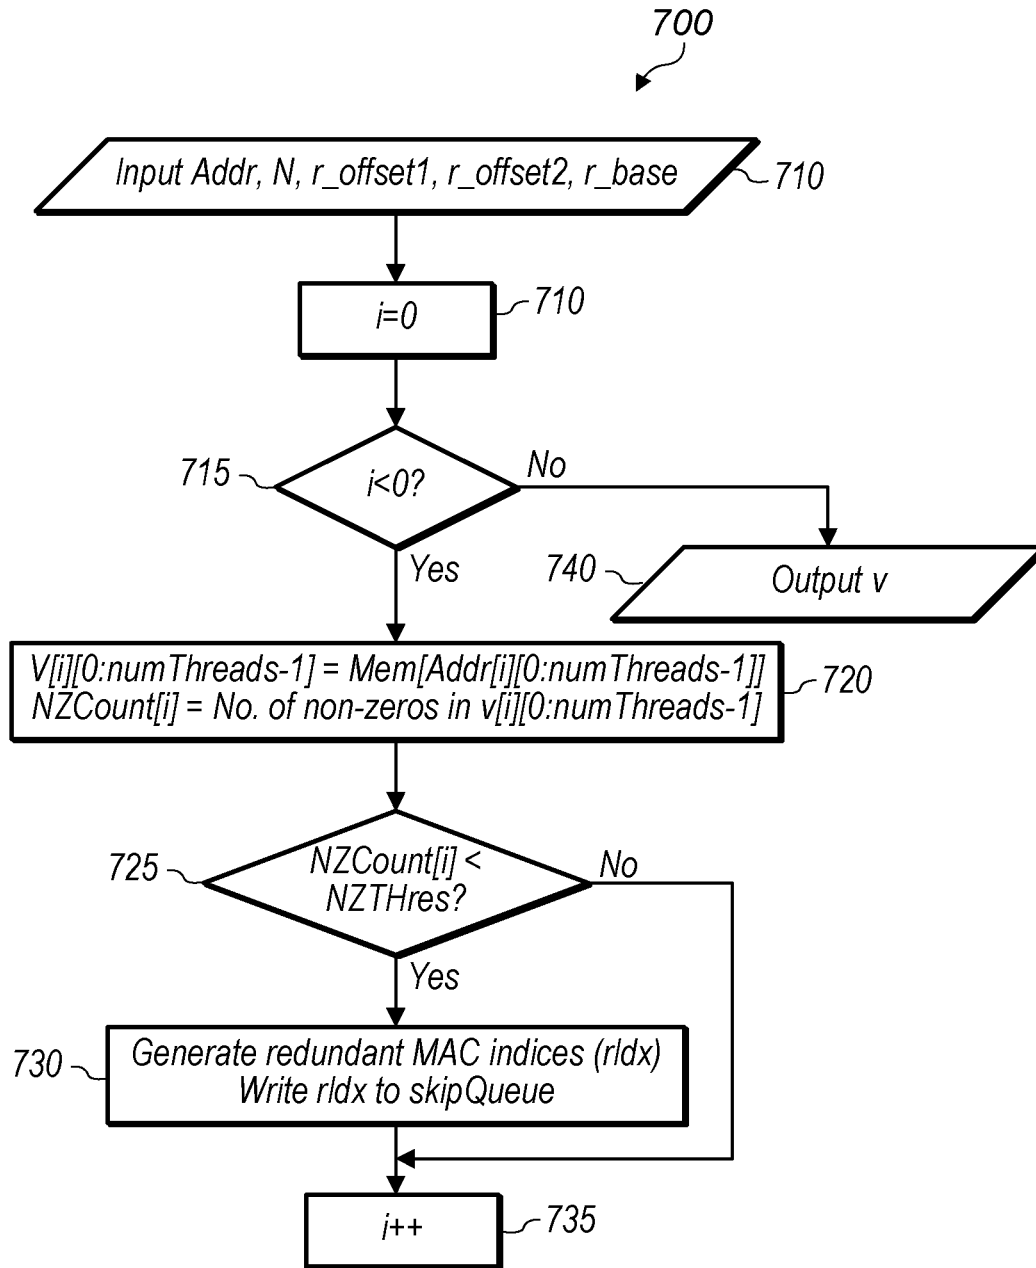 700
Input Addr, N, r_offset1, r_offset2, r_base
710
i=0
710
715
i<0?
No
Yes
740
Output v
V[i][0:numThreads-1] = Mem[Addr[i][0:numThreads-1]]
NZCount[i] = No. of non-zeros in v[i][0:numThreads-1]
720
725
NZCount[i] <
NZTHres?
No
Yes
730
Generate redundant MAC indices (rIdx)
Write rIdx to skipQueue
i++
735